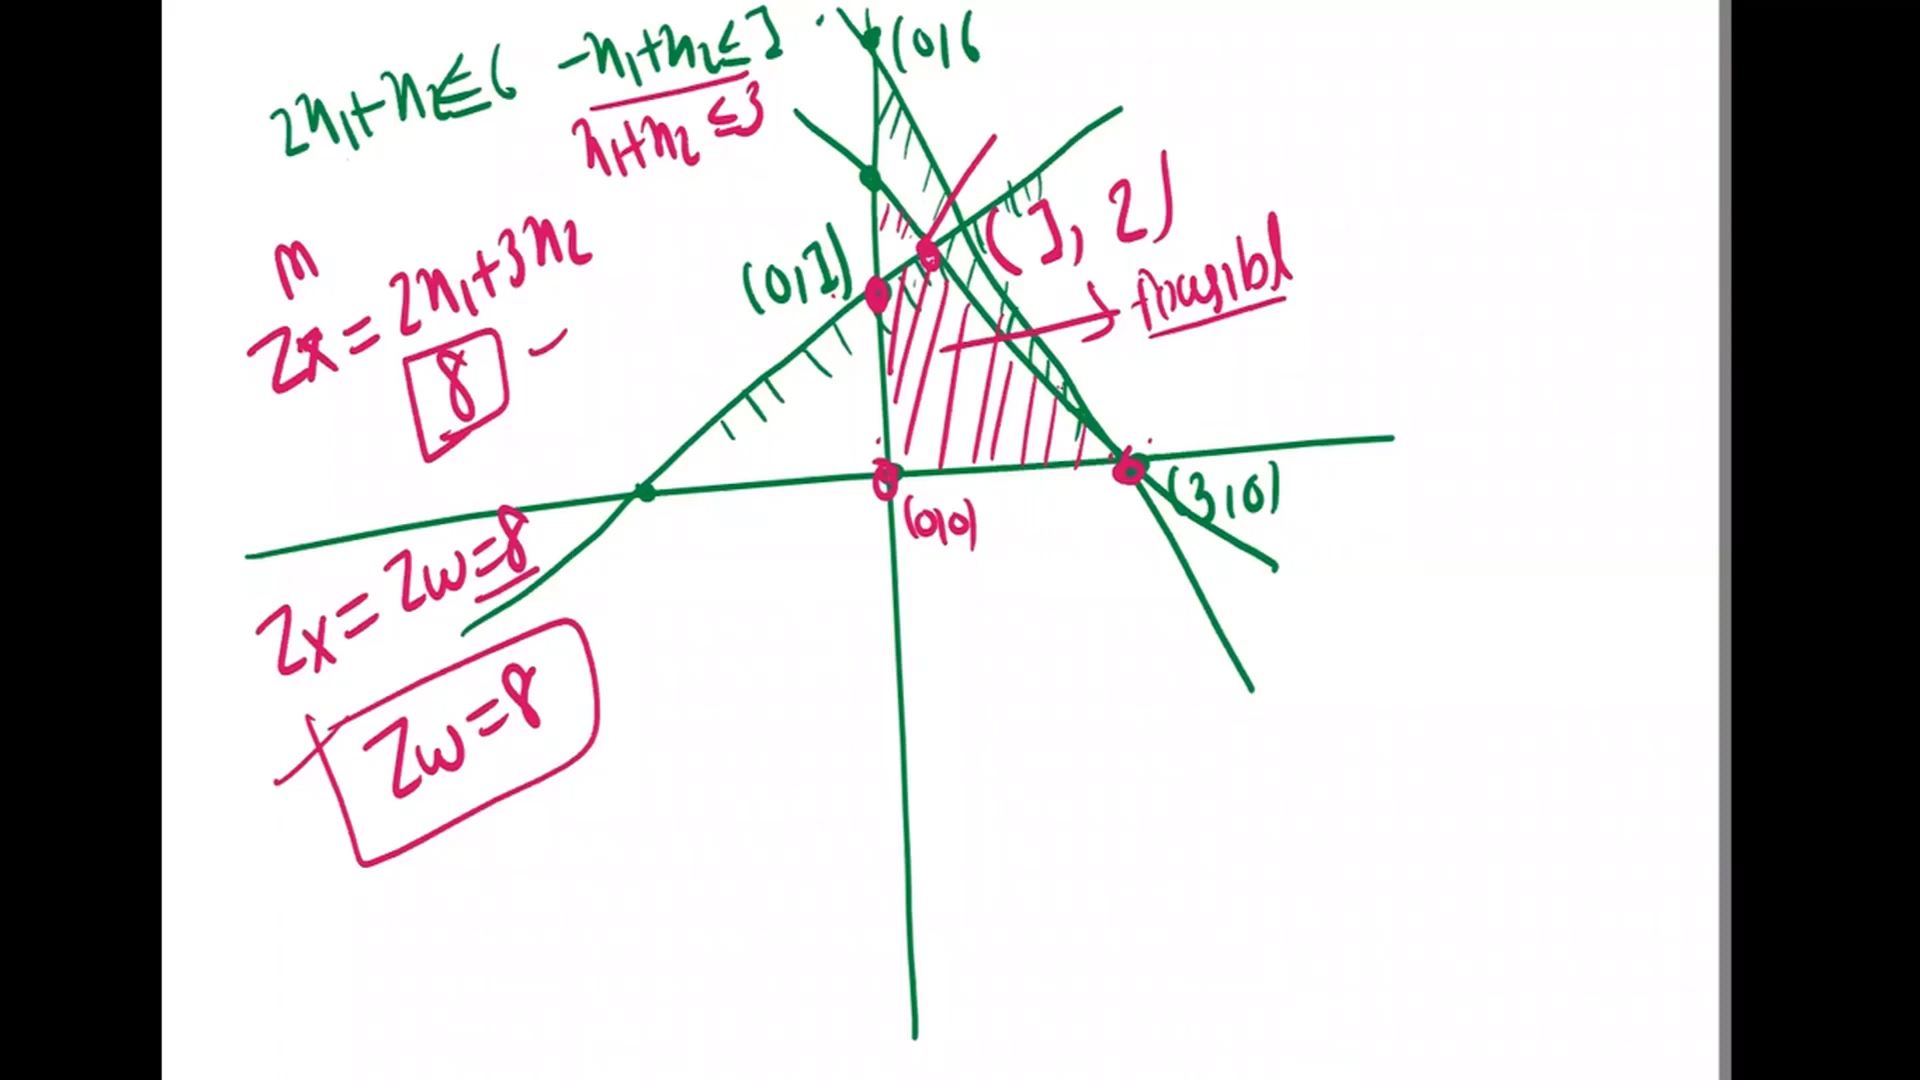 2x₁+x₂≤6
-x₁+x₂≤1
x₁+x₂≤3
(0,6
(0,1)
(1, 2)
feasible
(3,0)
(0,0)
m
Zx=2x₁+3x₂
8
Zx=Zw=8
Zw=8